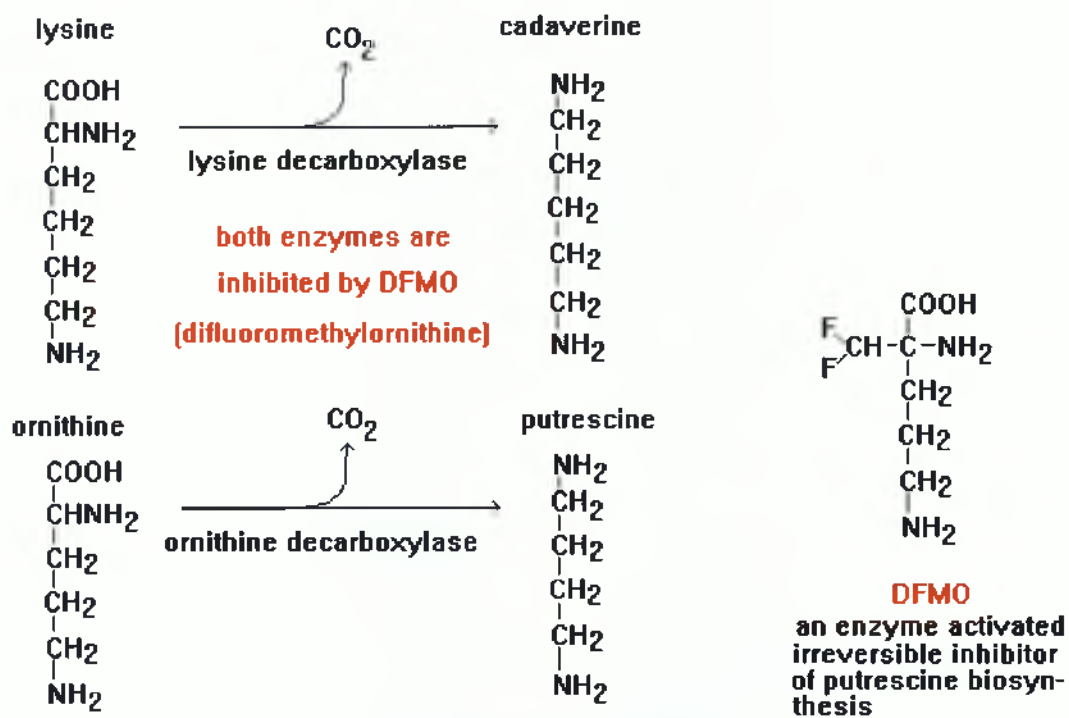 lysine
CO2
cadaverine
COOH
CHNH2
CH2
CH2
CH2
CH2
NH2
lysine decarboxylase
NH2
CH2
CH2
CH2
CH2
CH2
NH2
both enzymes are
inhibited by DFMO
(difluoromethylornithine)
ornithine
CO2
putrescine
COOH
CHNH2
CH2
CH2
CH2
NH2
ornithine decarboxylase
NH2
CH2
CH2
CH2
CH2
NH2
COOH
F
F
CH-C-NH2
CH2
CH2
CH2
NH2
DFMO
an enzyme activated
irreversible inhibitor
of putrescine biosyn-
thesis